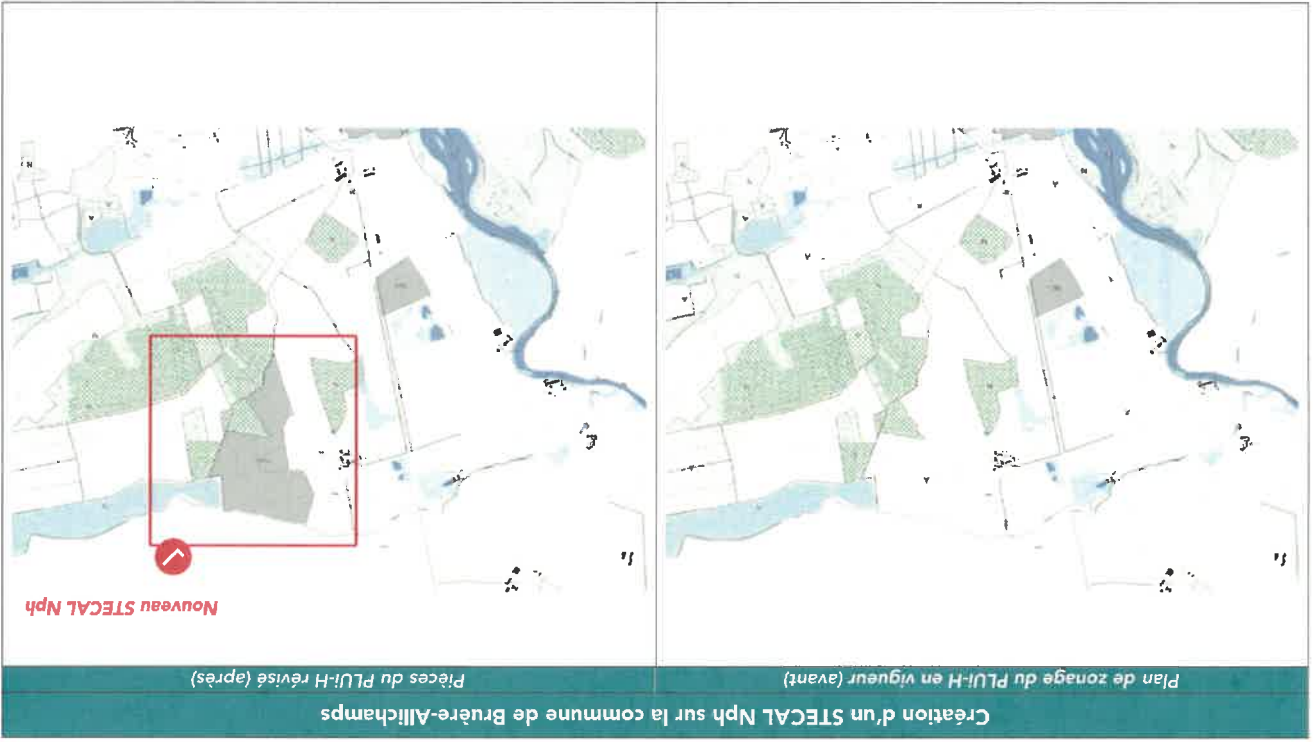 Création d'un STECAL Nph sur la commune de Bruère-Allichamps
Plan de zonage du PLUi-H en vigueur (avant)
Pièces du PLUi-H révisé (après)
Nouveau STECAL Nph